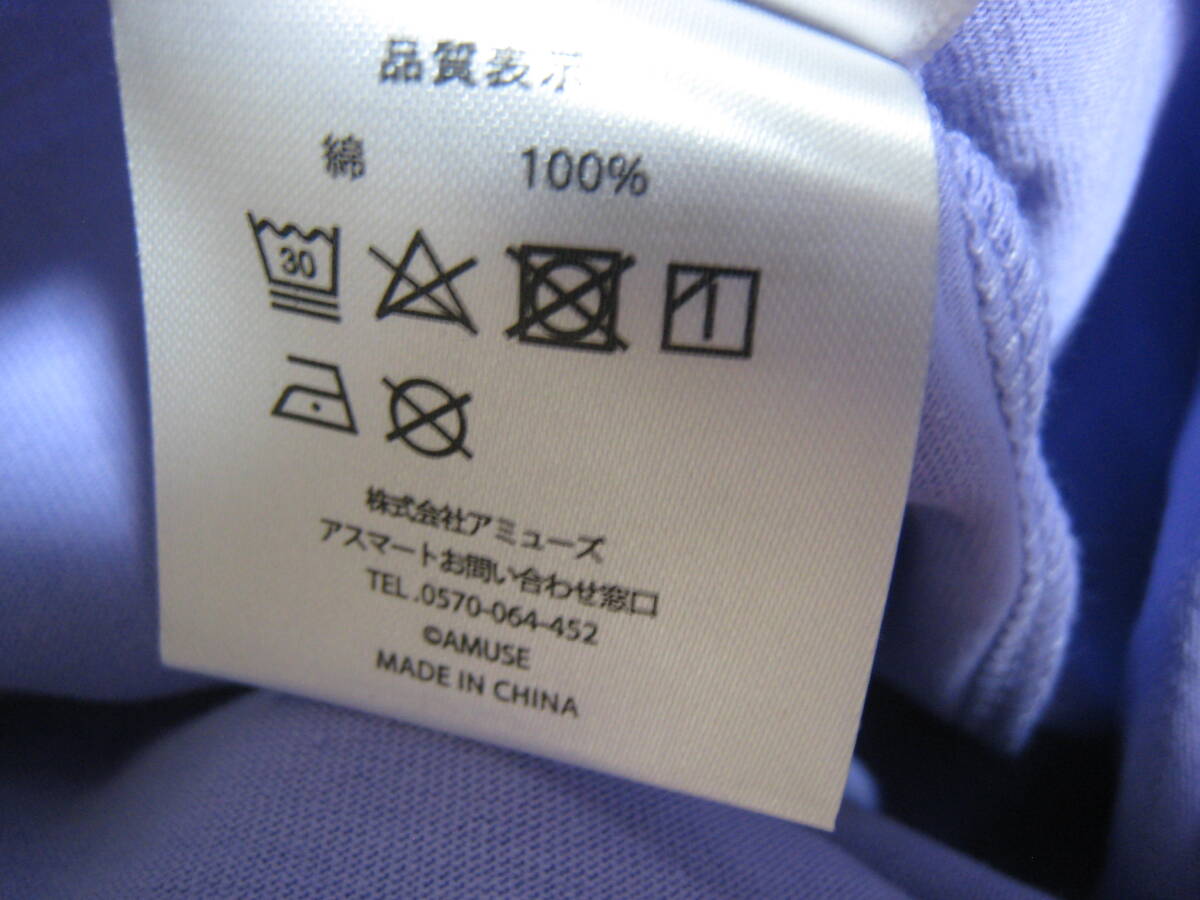 品質表示
綿 100%
30
株式会社アミューズ
アスマートお問い合わせ窓口
TEL.0570-064-452
©AMUSE
MADE IN CHINA